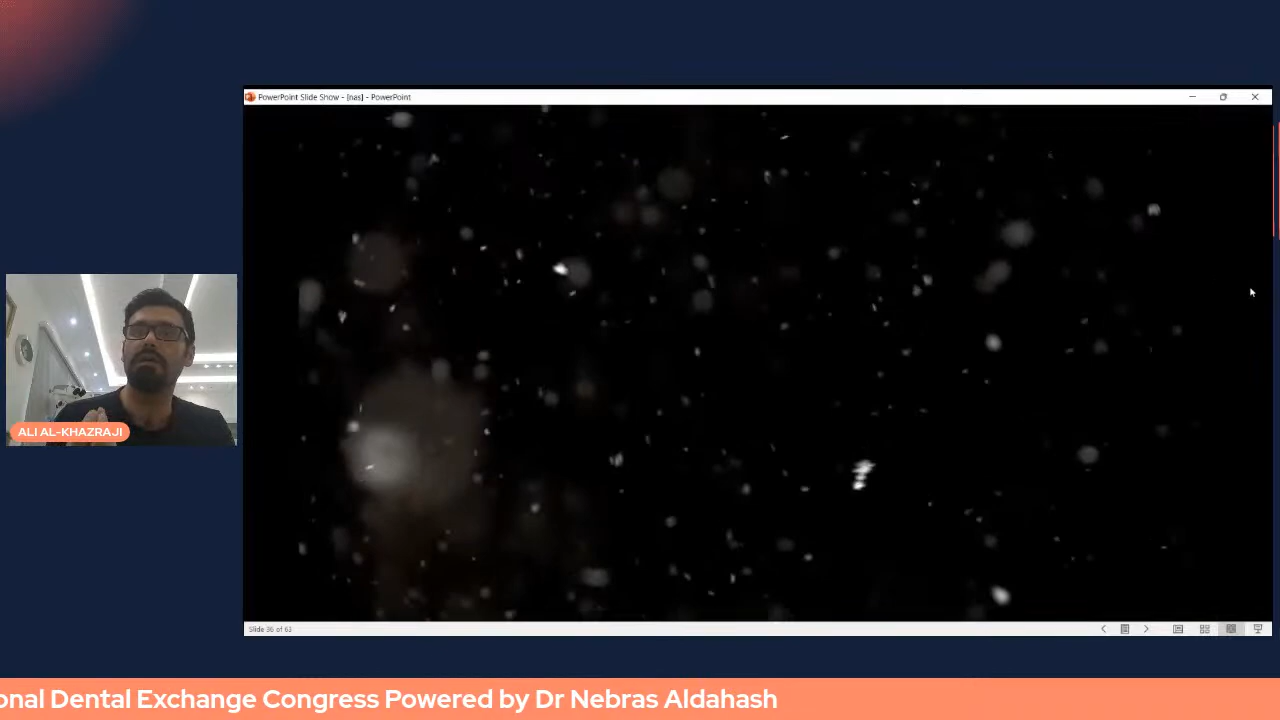 PowerPoint Slide Show - [nas] - PowerPoint
ALI AL-KHAZRAJI
Slide 36 of 63
onal Dental Exchange Congress Powered by Dr Nebras Aldahash